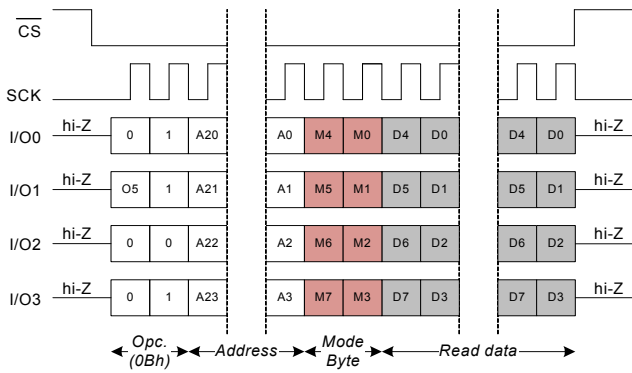 CS
SCK
I/O0 hi-Z 0 1 A20 A0 M4 M0 D4 D0 D4 D0 hi-Z
I/O1 hi-Z O5 1 A21 A1 M5 M1 D5 D1 D5 D1 hi-Z
I/O2 hi-Z 0 0 A22 A2 M6 M2 D6 D2 D6 D2 hi-Z
I/O3 hi-Z 0 1 A23 A3 M7 M3 D7 D3 D7 D3 hi-Z
Opc. Address Mode Read data
(0Bh) Byte